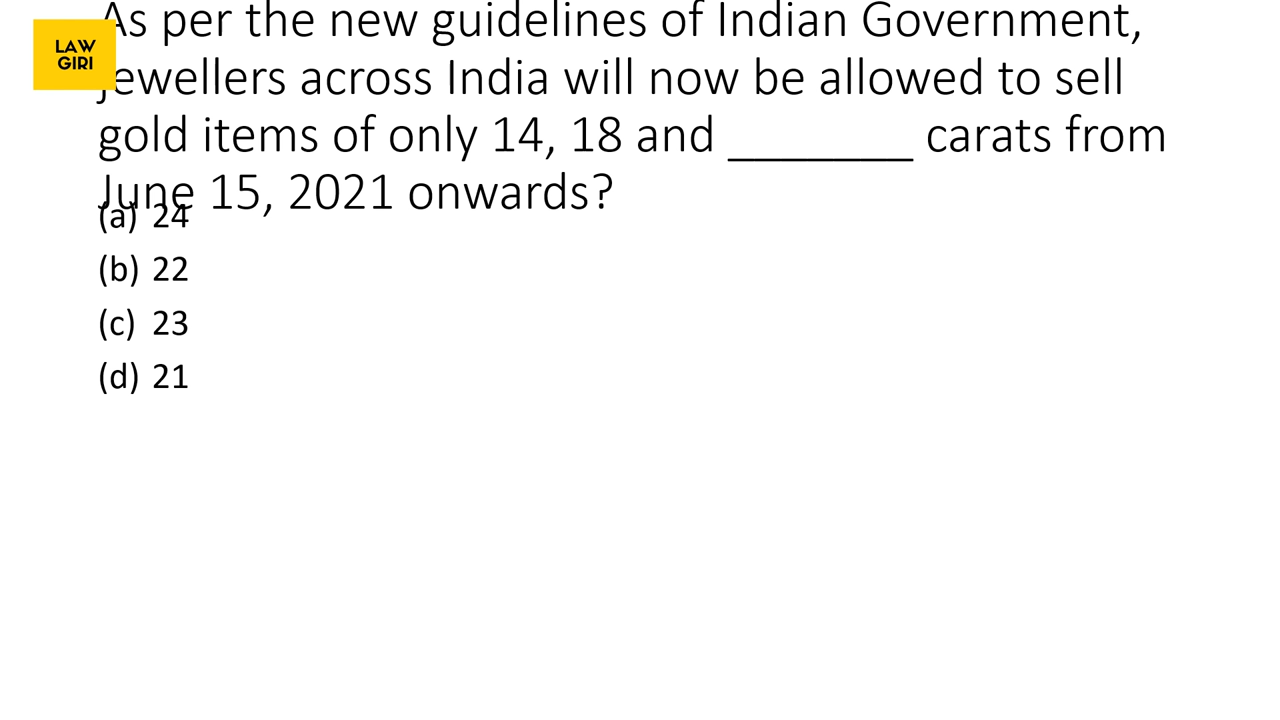 LAW
GIRI
As per the new guidelines of Indian Government,
jewellers across India will now be allowed to sell
gold items of only 14, 18 and _______ carats from
June 15, 2021 onwards?
(a) 24
(b) 22
(c) 23
(d) 21